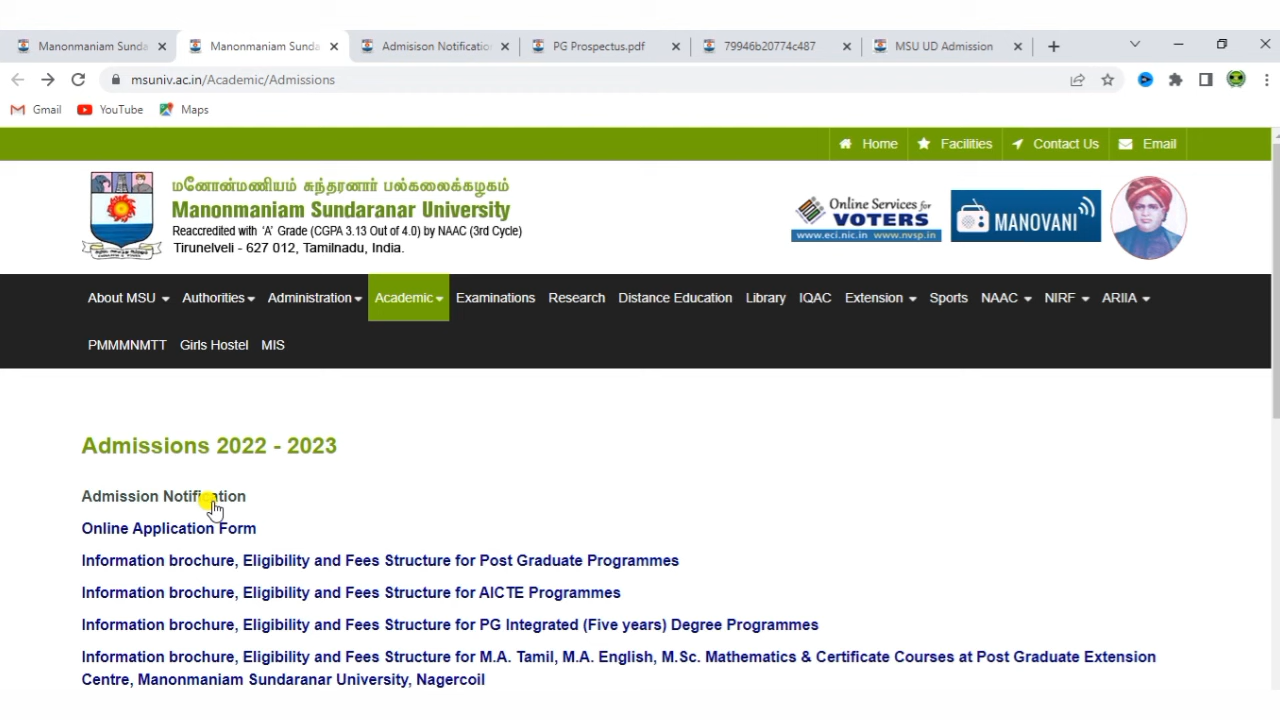 Manonmaniam Sunda
Manonmaniam Sunda
Admisison Notificatio
PG Prospectus.pdf
79946b20774c487
MSU UD Admission
msuniv.ac.in/Academic/Admissions
Gmail
YouTube
Maps
Home
Facilities
Contact Us
Email
மனோன்மணியம் சுந்தரனார் பல்கலைக்கழகம்
Manonmaniam Sundaranar University
Reaccredited with 'A' Grade (CGPA 3.13 Out of 4.0) by NAAC (3rd Cycle)
Tirunelveli - 627 012, Tamilnadu, India.
Online Services for
VOTERS
www.eci.nic.in www.nvsp.in
MANOVANI
About MSU
Authorities
Administration
Academic
Examinations
Research
Distance Education
Library
IQAC
Extension
Sports
NAAC
NIRF
ARIIA
PMMMNMTT
Girls Hostel
MIS
Admissions 2022 - 2023
Admission Notification
Online Application Form
Information brochure, Eligibility and Fees Structure for Post Graduate Programmes
Information brochure, Eligibility and Fees Structure for AICTE Programmes
Information brochure, Eligibility and Fees Structure for PG Integrated (Five years) Degree Programmes
Information brochure, Eligibility and Fees Structure for M.A. Tamil, M.A. English, M.Sc. Mathematics & Certificate Courses at Post Graduate Extension
Centre, Manonmaniam Sundaranar University, Nagercoil